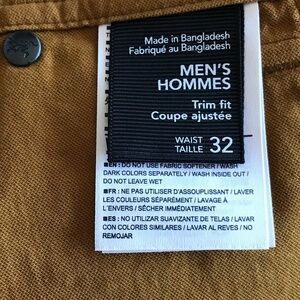 Made in Bangladesh
Fabriqué au Bangladesh
MEN'S
HOMMES
Trim fit
Coupe ajustée
WAIST
TAILLE 32
■EN: DO NOT USE FABRIC SOFTENER / WASH
DARK COLORS SEPARATELY / WASH INSIDE OUT /
DO NOT LEAVE WET
■FR: NE PAS UTILISER D'ASSOUPLISSANT / LAVER
LES COULEURS SÉPARÉMENT / LAVAGE À
L'ENVERS / SÉCHER IMMÉDIATEMENT
■ES: NO UTILIZAR SUAVIZANTE DE TELAS / LAVAR
CON COLORES SIMILARES / LAVAR AL REVES / NO
REMOJAR